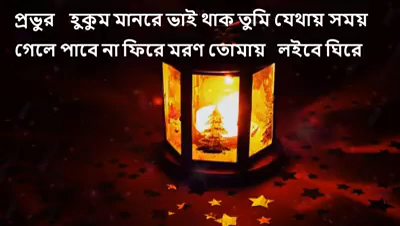 প্রভুর হুকুম মানরে ভাই থাক তুমি যেথায় সময়
গেলে পাবে না ফিরে মরণ তোমায় লইবে ঘিরে